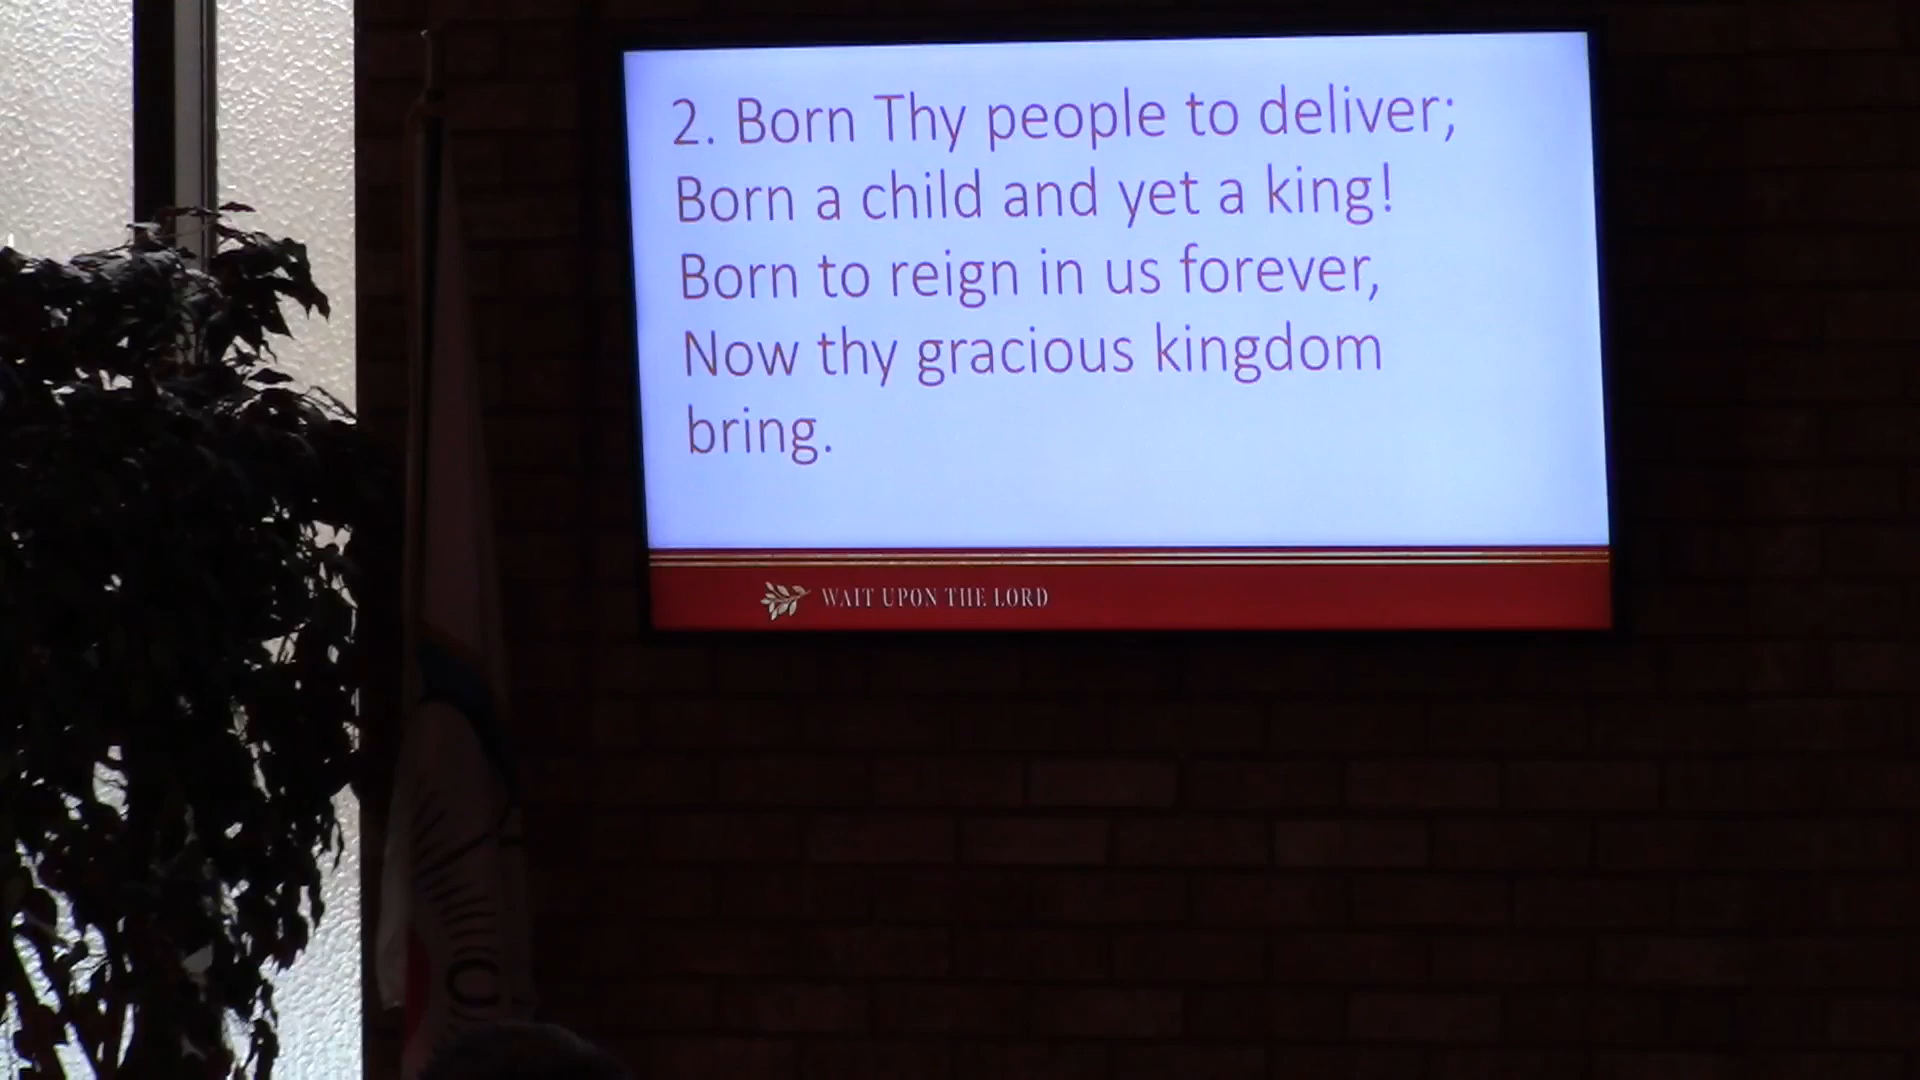 2. Born Thy people to deliver;
Born a child and yet a king!
Born to reign in us forever,
Now thy gracious kingdom
bring.
WAIT UPON THE LORD